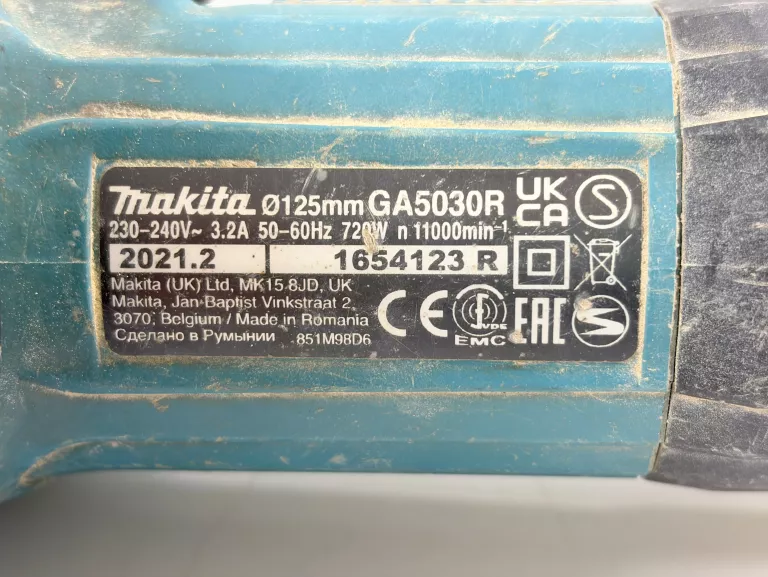 makita Ø125mm GA5030R UK CA S
230-240V~ 3.2A 50-60Hz 720W n 11000min⁻¹
2021.2 1654123 R
Makita (UK) Ltd, MK15 8JD, UK
Makita, Jan-Baptist Vinkstraat 2,
3070, Belgium / Made in Romania
Сделано в Румынии 851M98D6
CE VDE EMC EAC